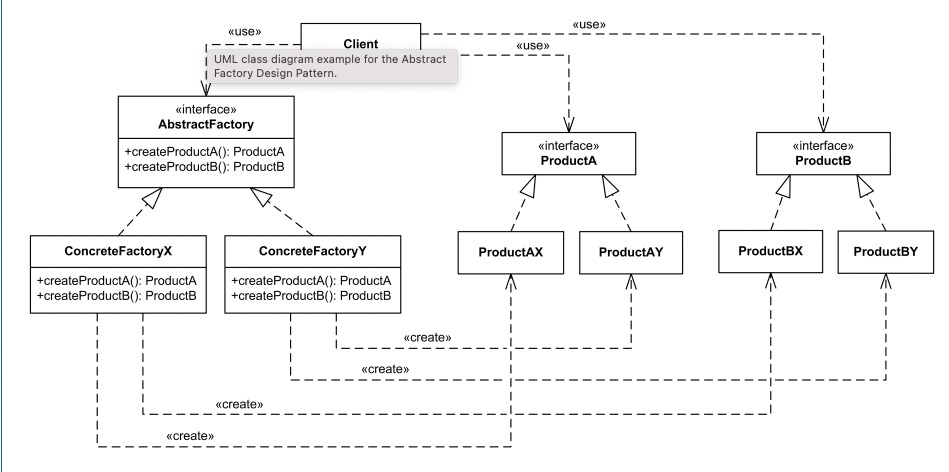 «use»
«use»
Client
«use»
UML class diagram example for the Abstract
Factory Design Pattern.
«interface»
AbstractFactory
+createProductA(): ProductA
+createProductB(): ProductB
«interface»
ProductA
«interface»
ProductB
ConcreteFactoryX
+createProductA(): ProductA
+createProductB(): ProductB
ConcreteFactoryY
+createProductA(): ProductA
+createProductB(): ProductB
ProductAX
ProductAY
ProductBX
ProductBY
«create»
«create»
«create»
«create»